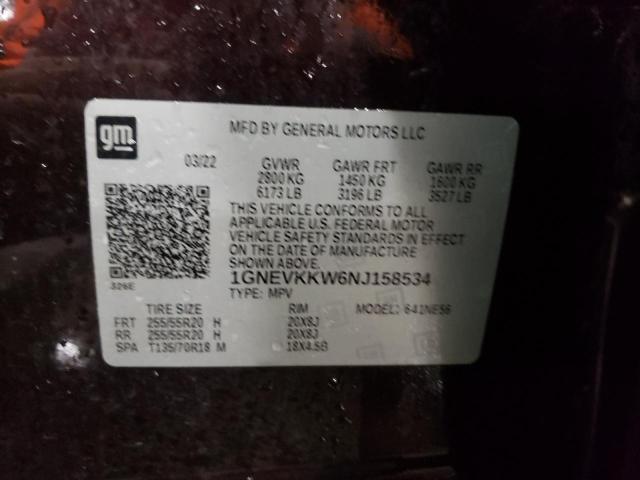 gm
MFD BY GENERAL MOTORS LLC
03/22 GVWR GAWR FRT GAWR RR
2800 KG 1450 KG 1600 KG
6173 LB 3196 LB 3527 LB
THIS VEHICLE CONFORMS TO ALL
APPLICABLE U.S. FEDERAL MOTOR
VEHICLE SAFETY STANDARDS IN EFFECT
ON THE DATE OF MANUFACTURE
SHOWN ABOVE.
326E
1GNEVKKW6NJ158534
TYPE: MPV
TIRE SIZE RIM MODEL: 641NE56
FRT 255/55R20 H 20X8J
RR 255/55R20 H 20X8J
SPA T135/70R18 M 18X4.5B